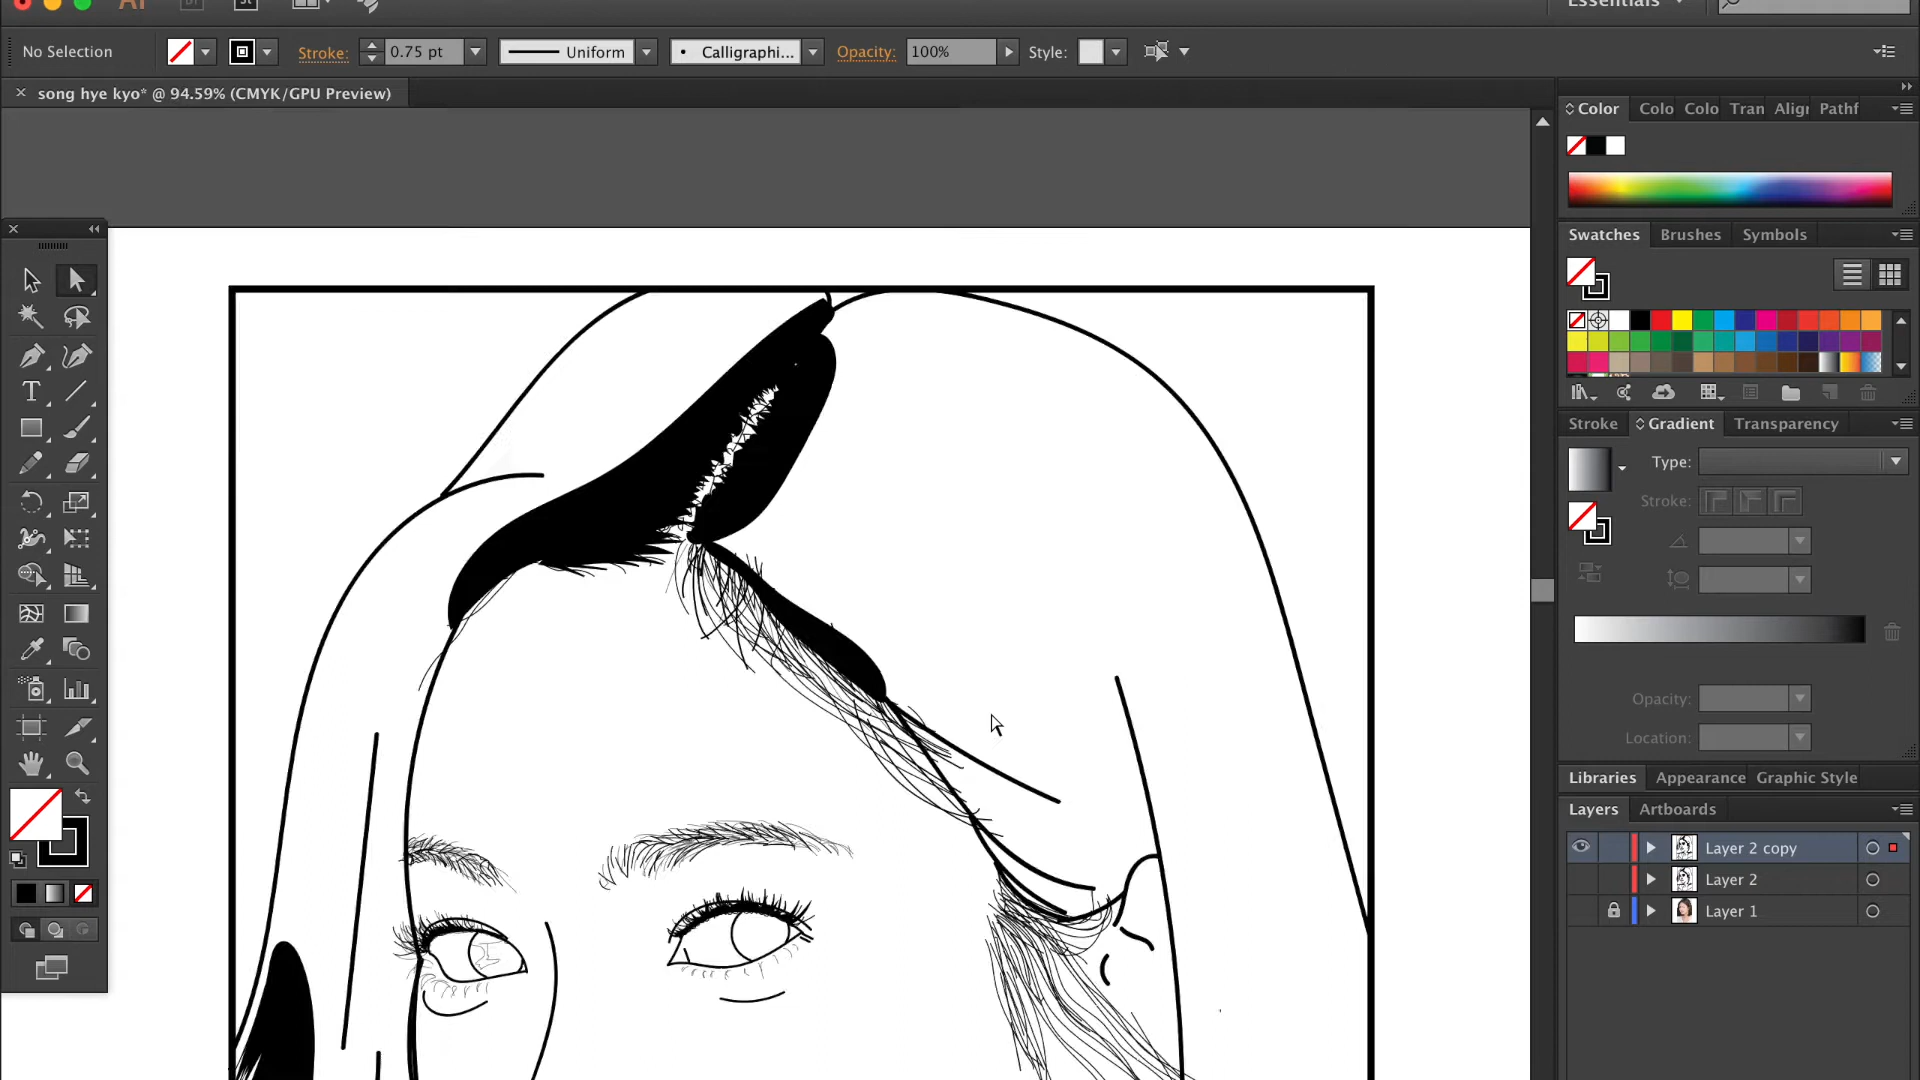 Essentials
No Selection
Stroke: 0.75 pt Uniform Calligraphi... Opacity: 100% Style:
× song hye kyo* @ 94.59% (CMYK/GPU Preview)
Color Colo Colo Tran Align Pathf
Swatches Brushes Symbols
Stroke Gradient Transparency
Type:
Stroke:
Opacity:
Location:
Libraries Appearance Graphic Style
Layers Artboards
Layer 2 copy
Layer 2
Layer 1